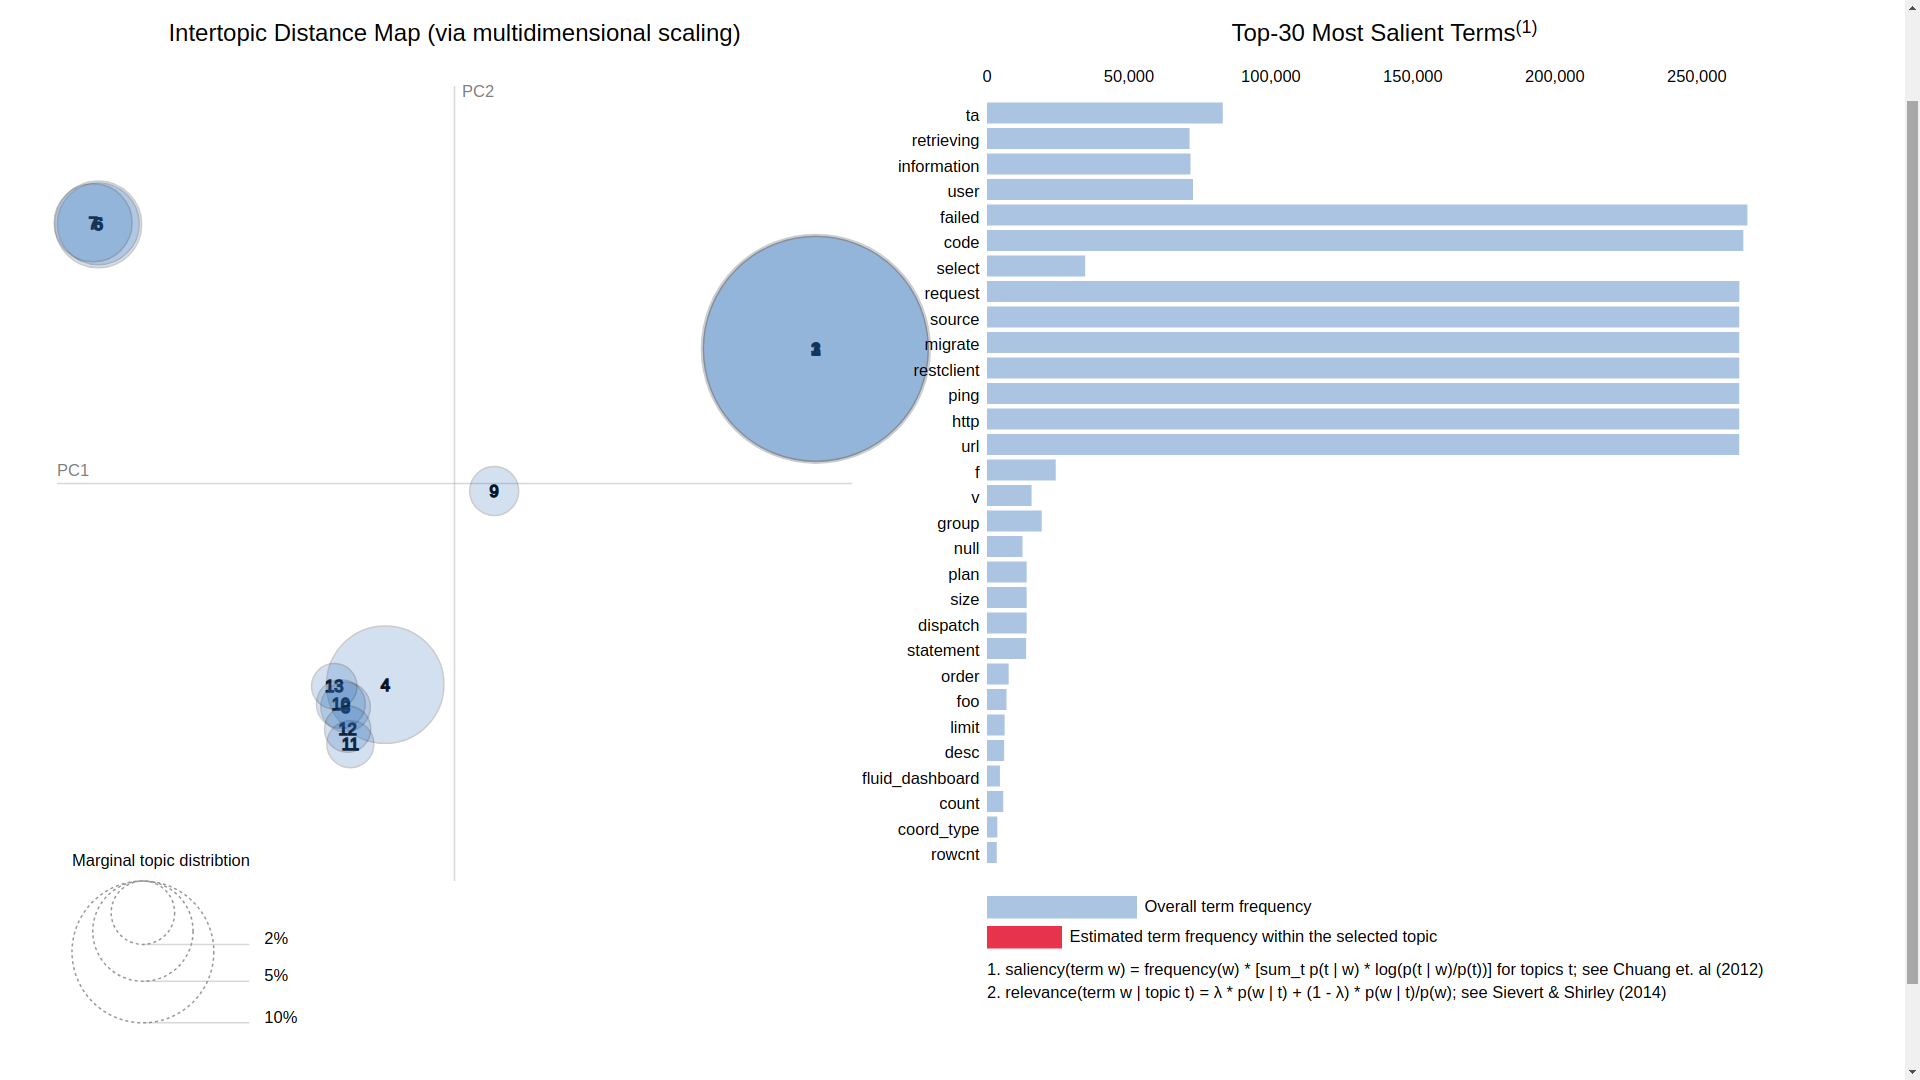 Intertopic Distance Map (via multidimensional scaling)
PC2
PC1
7
6
9
13
4
10
12
11
Marginal topic distribtion
2%
5%
10%
Top-30 Most Salient Terms(1)
0 50,000 100,000 150,000 200,000 250,000
ta
retrieving
information
user
failed
code
select
request
source
migrate
restclient
ping
http
url
f
v
group
null
plan
size
dispatch
statement
order
foo
limit
desc
fluid_dashboard
count
coord_type
rowcnt
Overall term frequency
Estimated term frequency within the selected topic
1. saliency(term w) = frequency(w) * [sum_t p(t | w) * log(p(t | w)/p(t))] for topics t; see Chuang et. al (2012)
2. relevance(term w | topic t) = λ * p(w | t) + (1 - λ) * p(w | t)/p(w); see Sievert & Shirley (2014)